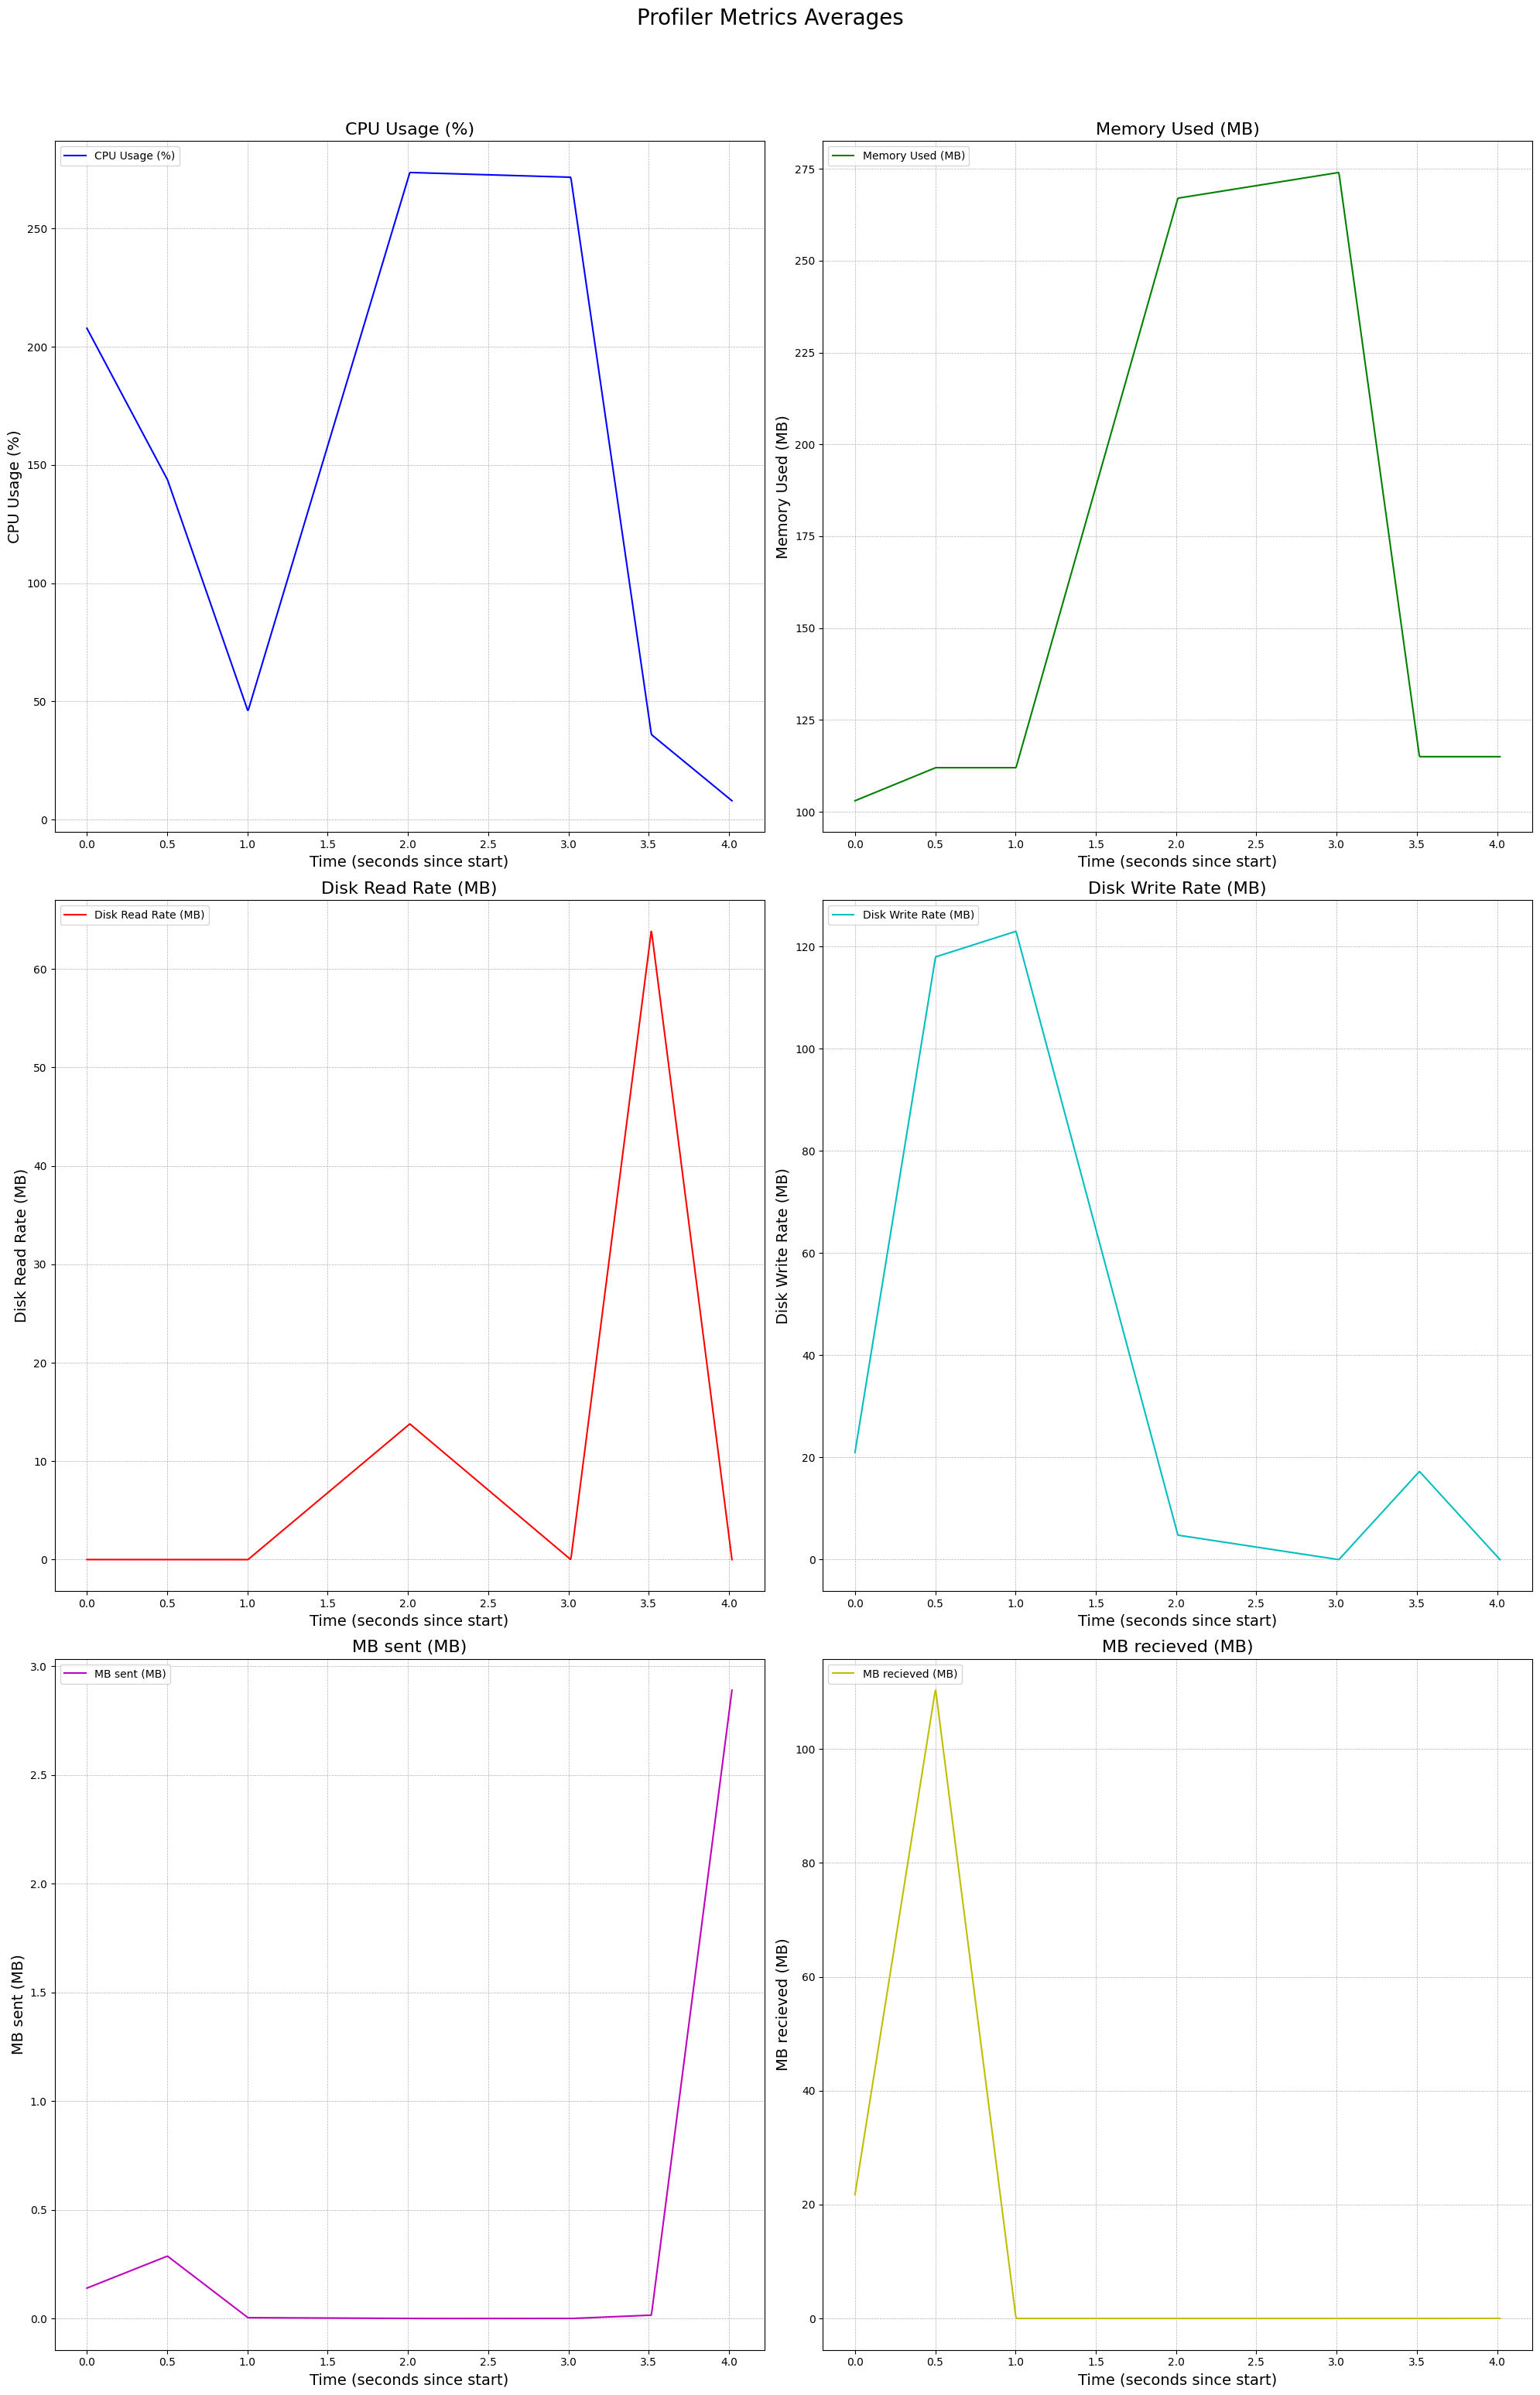 Profiler Metrics Averages
CPU Usage (%)
CPU Usage (%)
CPU Usage (%)
250
200
150
100
50
0
0.0 0.5 1.0 1.5 2.0 2.5 3.0 3.5 4.0
Time (seconds since start)
Memory Used (MB)
Memory Used (MB)
Memory Used (MB)
275
250
225
200
175
150
125
100
0.0 0.5 1.0 1.5 2.0 2.5 3.0 3.5 4.0
Time (seconds since start)
Disk Read Rate (MB)
Disk Read Rate (MB)
Disk Read Rate (MB)
60
50
40
30
20
10
0
0.0 0.5 1.0 1.5 2.0 2.5 3.0 3.5 4.0
Time (seconds since start)
Disk Write Rate (MB)
Disk Write Rate (MB)
Disk Write Rate (MB)
120
100
80
60
40
20
0
0.0 0.5 1.0 1.5 2.0 2.5 3.0 3.5 4.0
Time (seconds since start)
MB sent (MB)
MB sent (MB)
MB sent (MB)
3.0
2.5
2.0
1.5
1.0
0.5
0.0
0.0 0.5 1.0 1.5 2.0 2.5 3.0 3.5 4.0
Time (seconds since start)
MB recieved (MB)
MB recieved (MB)
MB recieved (MB)
100
80
60
40
20
0
0.0 0.5 1.0 1.5 2.0 2.5 3.0 3.5 4.0
Time (seconds since start)